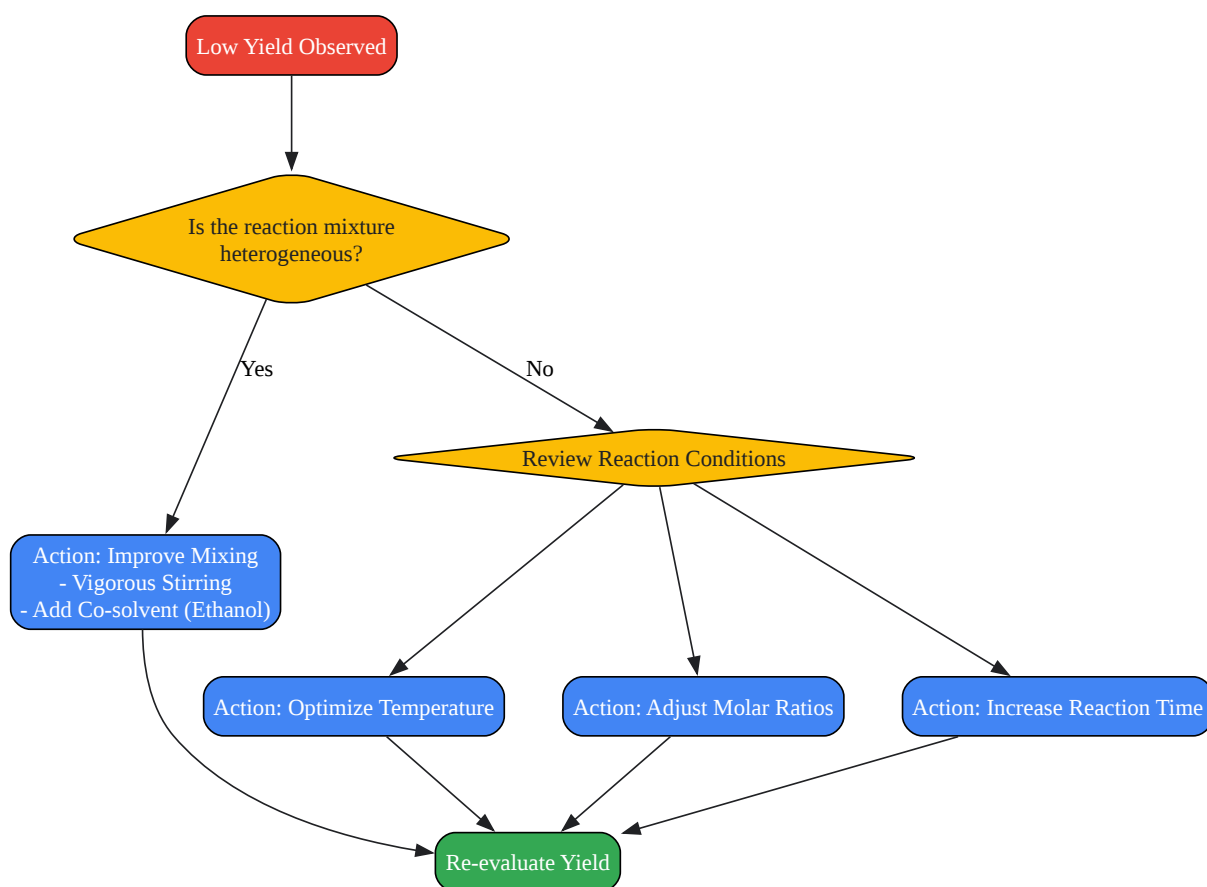 Low Yield Observed
Is the reaction mixture
heterogeneous?
Yes
No
Review Reaction Conditions
Action: Improve Mixing
- Vigorous Stirring
- Add Co-solvent (Ethanol)
Action: Optimize Temperature
Action: Adjust Molar Ratios
Action: Increase Reaction Time
Re-evaluate Yield